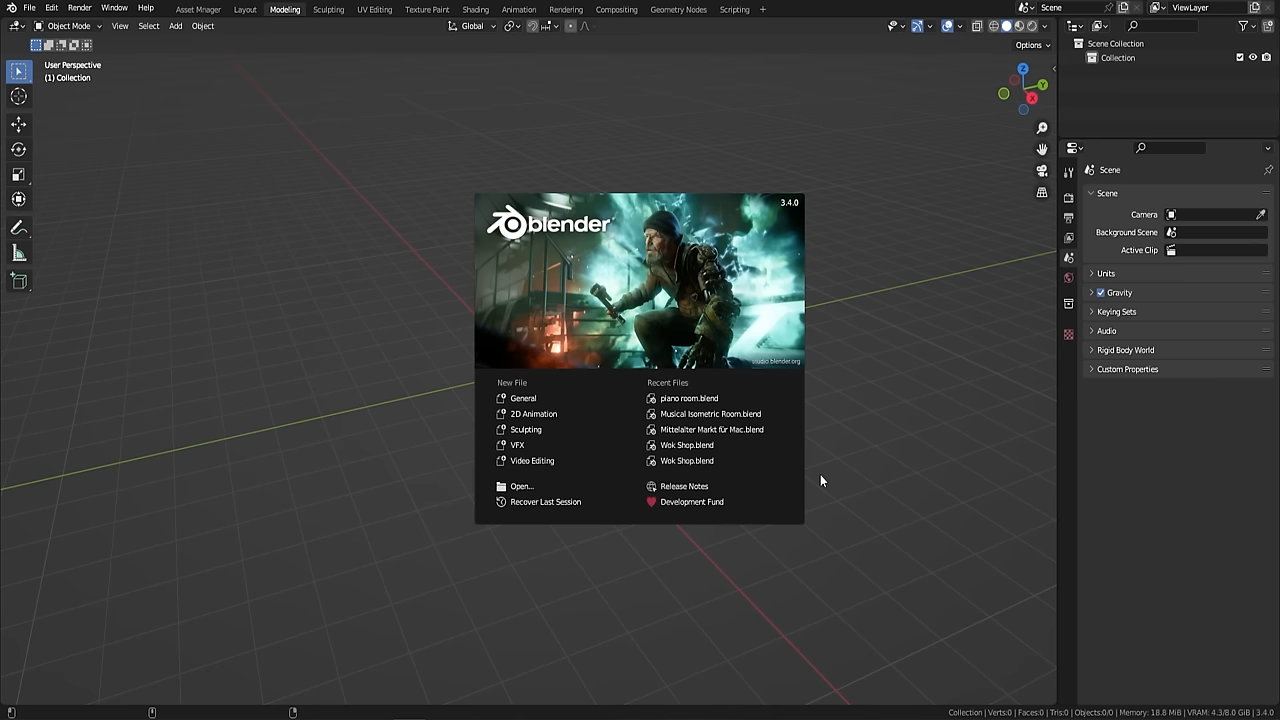 File Edit Render Window Help Asset Mnager Layout Modeling Sculpting UV Editing Texture Paint Shading Animation Rendering Compositing Geometry Nodes Scripting + Scene ViewLayer
Object Mode View Select Add Object Global
Options
User Perspective
(1) Collection
Z
Y
X
Scene Collection
Collection
Scene
Scene
Camera
Background Scene
Active Clip
Units
Gravity
Keying Sets
Audio
Rigid Body World
Custom Properties
3.4.0
blender
studio.blender.org
New File
General
2D Animation
Sculpting
VFX
Video Editing
Open...
Recover Last Session
Recent Files
piano room.blend
Musical Isometric Room.blend
Mittelalter Markt für Mac.blend
Wok Shop.blend
Wok Shop.blend
Release Notes
Development Fund
Collection | Verts:0 | Faces:0 | Tris:0 | Objects:0/0 | Memory: 18.8 MiB | VRAM: 4.3/8.0 GiB | 3.4.0